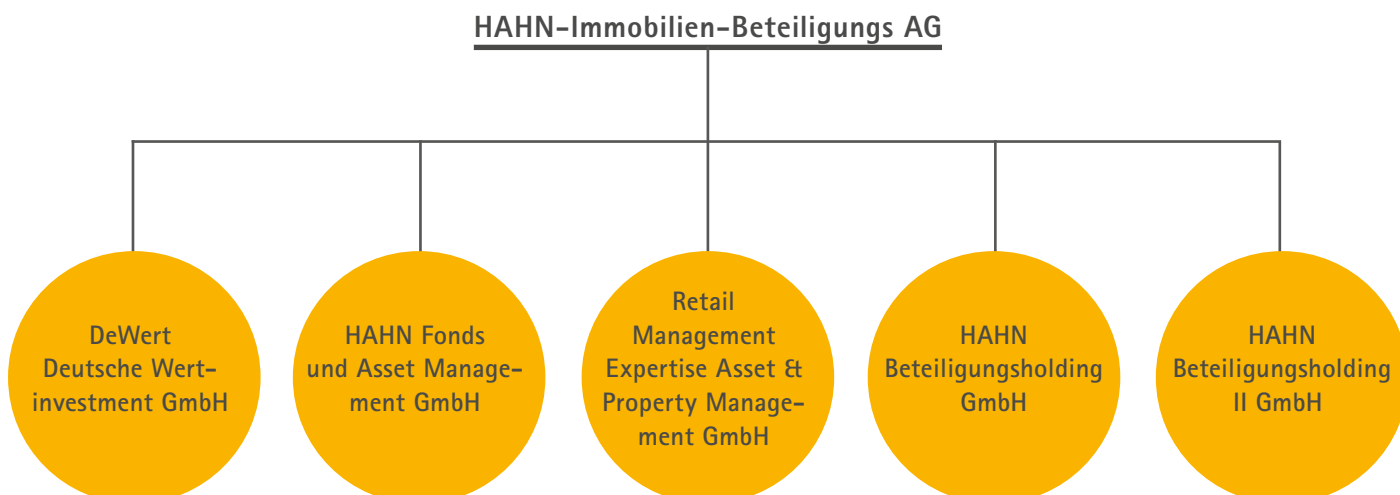 HAHN-Immobilien-Beteiligungs AG
DeWert
Deutsche Wert-
investment GmbH
HAHN Fonds
und Asset Manage-
ment GmbH
Retail
Management
Expertise Asset &
Property Manage-
ment GmbH
HAHN
Beteiligungsholding
GmbH
HAHN
Beteiligungsholding
II GmbH